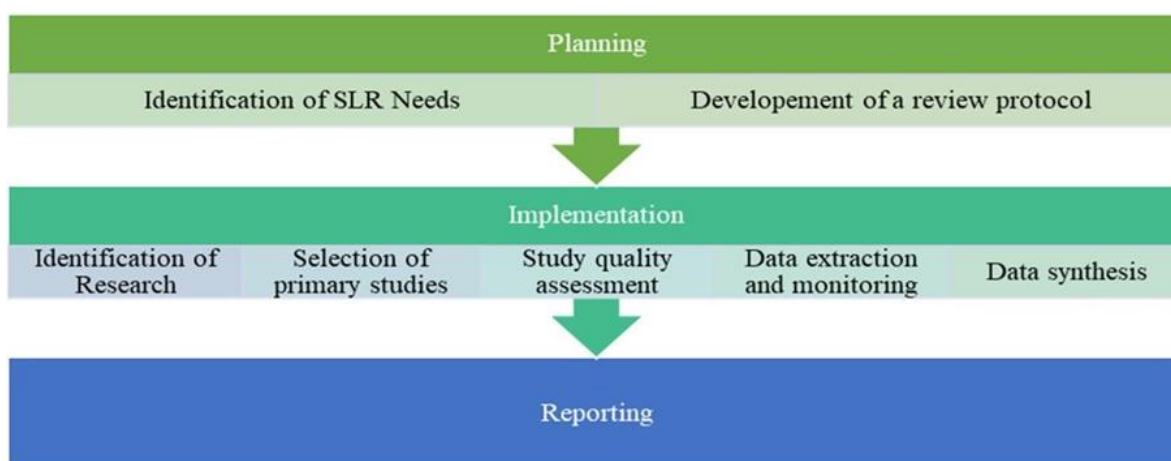 Planning
Identification of SLR Needs
Developement of a review protocol
Implementation
Identification of
Research
Selection of
primary studies
Study quality
assessment
Data extraction
and monitoring
Data synthesis
Reporting